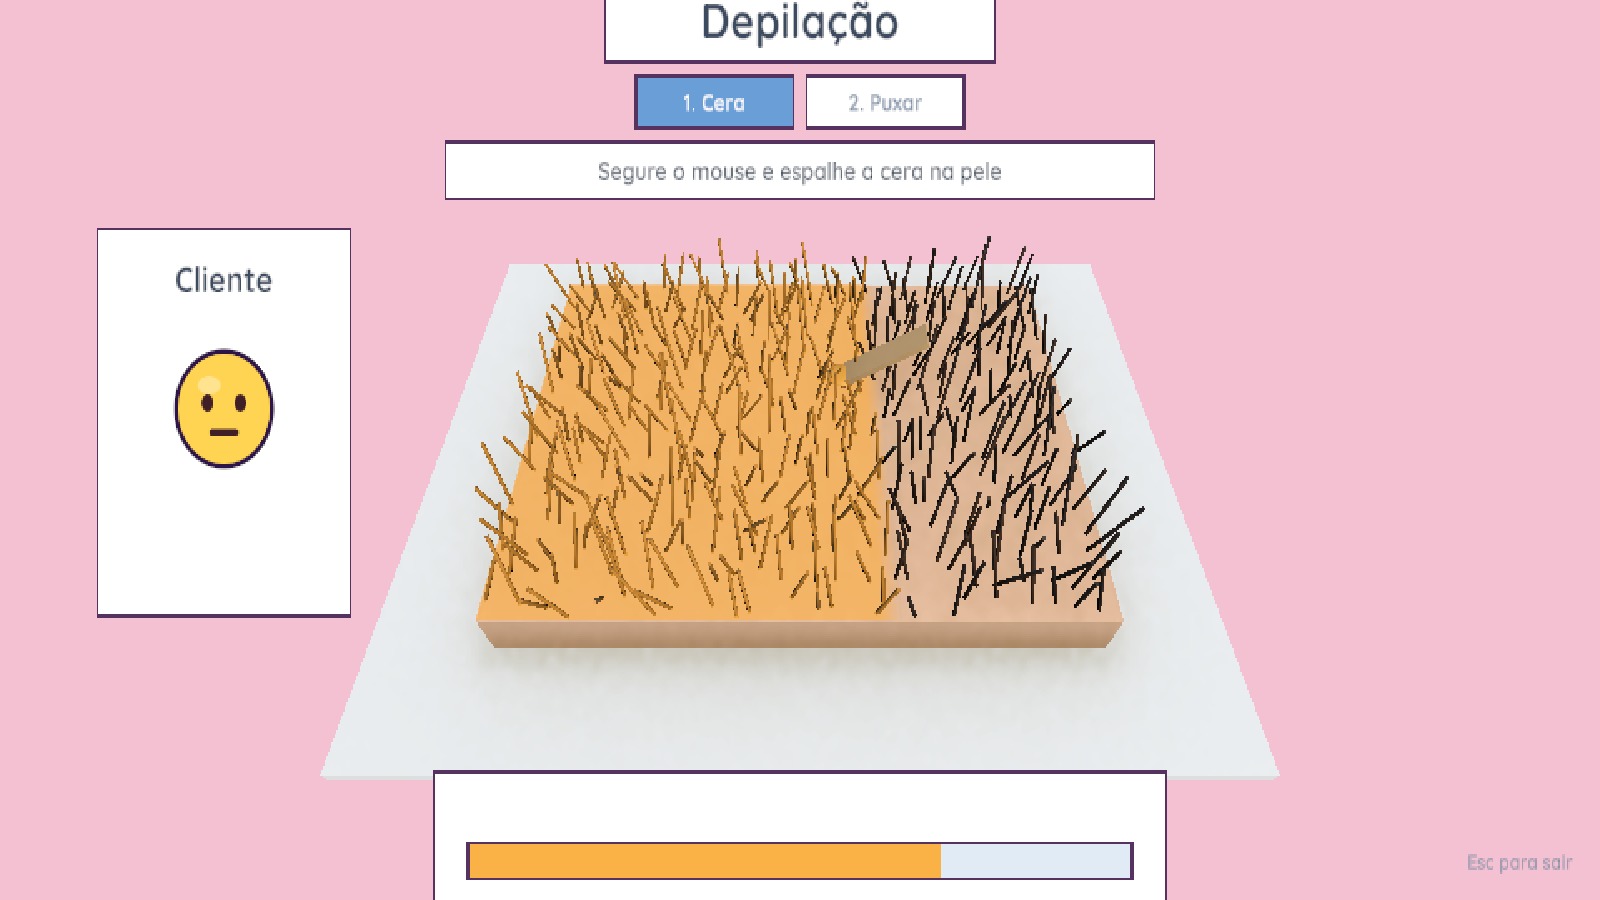 Depilação
1. Cera
2. Puxar
Segure o mouse e espalhe a cera na pele
Cliente
Esc para sair